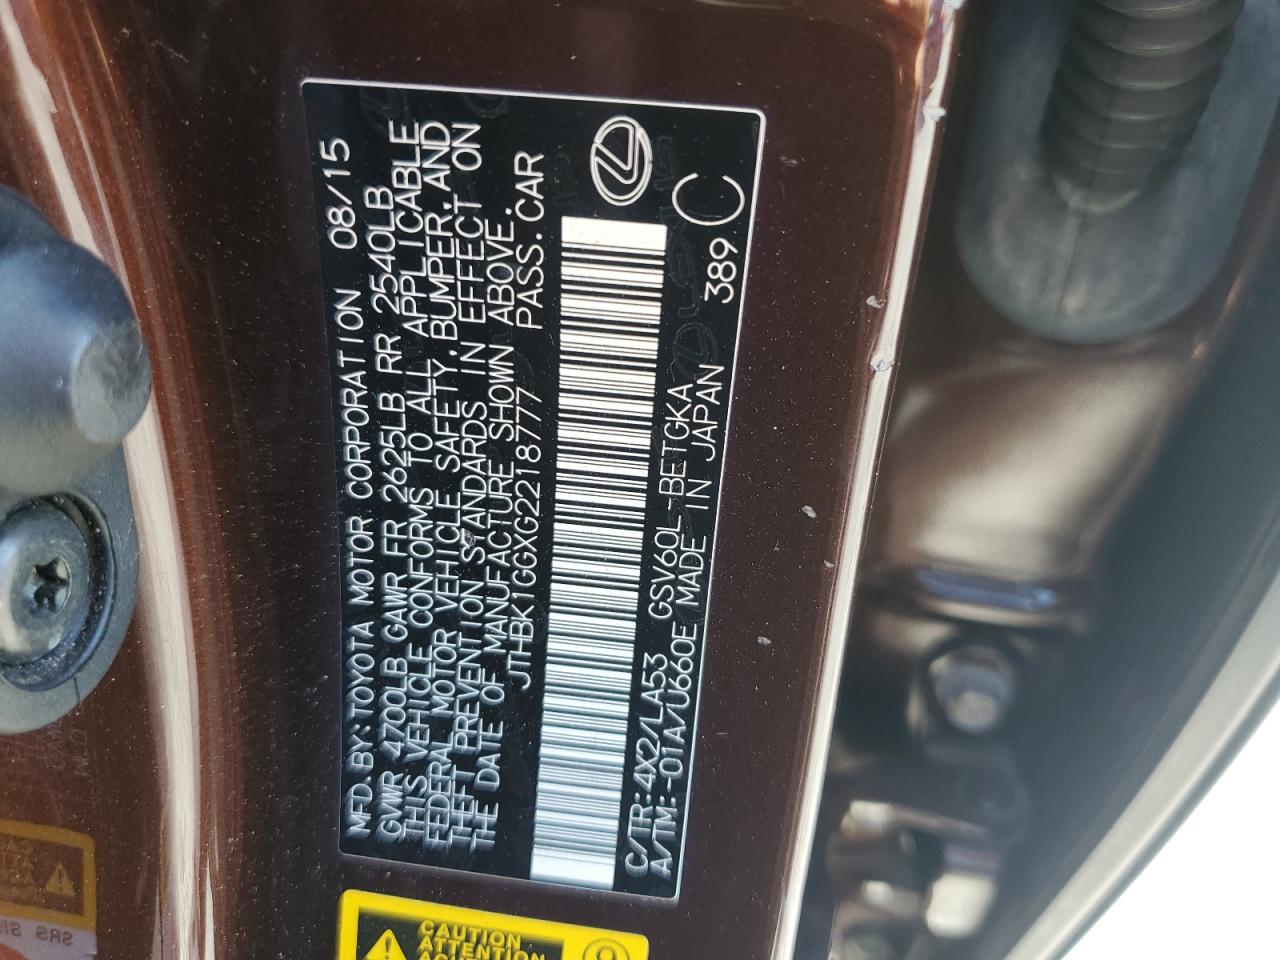 MFD. BY: TOYOTA MOTOR CORPORATION 08/15
GVWR 4700LB GAWR FR 2625LB RR 2540LB
THIS VEHICLE CONFORMS TO ALL APPLICABLE
FEDERAL MOTOR VEHICLE SAFETY, BUMPER, AND
THEFT PREVENTION STANDARDS IN EFFECT ON
THE DATE OF MANUFACTURE SHOWN ABOVE.
JTHBK1GGXG2218777 PASS. CAR
C/TR: 4X2/LA53 GSV60L-BETGKA
A/TM: -01A/U660E MADE IN JAPAN 389
C
CAUTION
ATTENTION
SRS